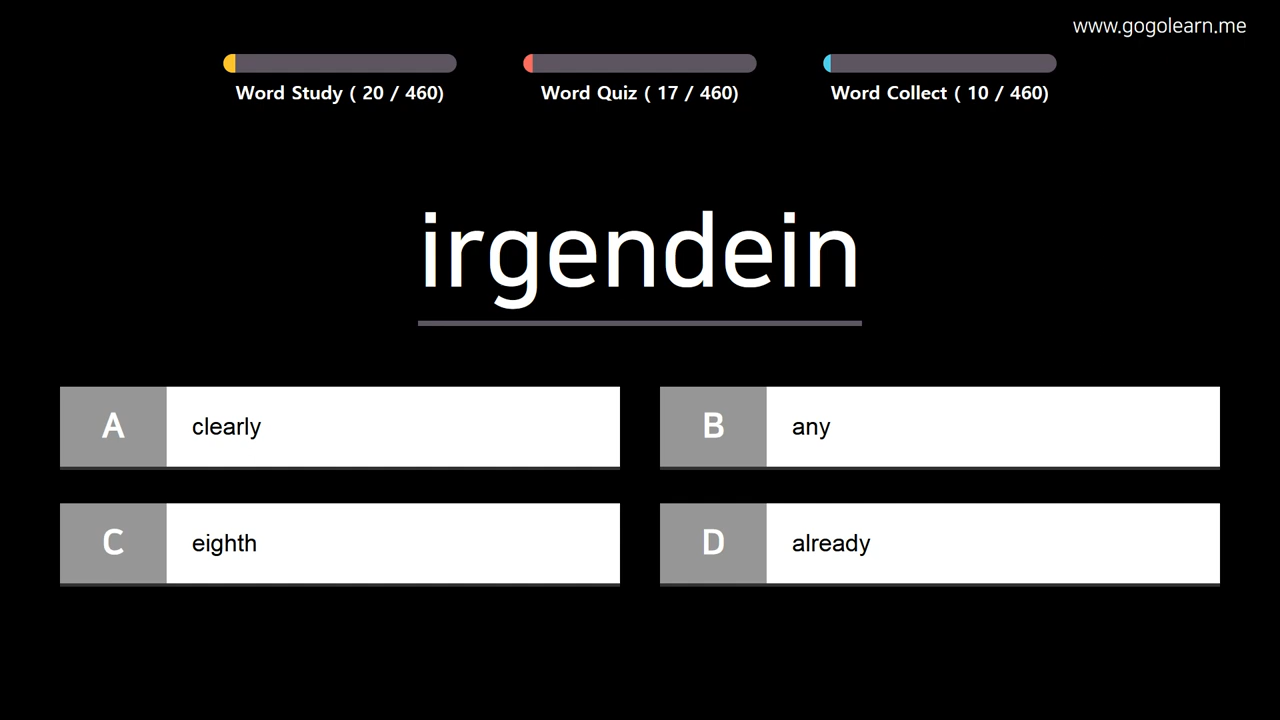 www.gogolearn.me
Word Study ( 20 / 460)
Word Quiz ( 17 / 460)
Word Collect ( 10 / 460)
irgendein
A clearly
B any
C eighth
D already